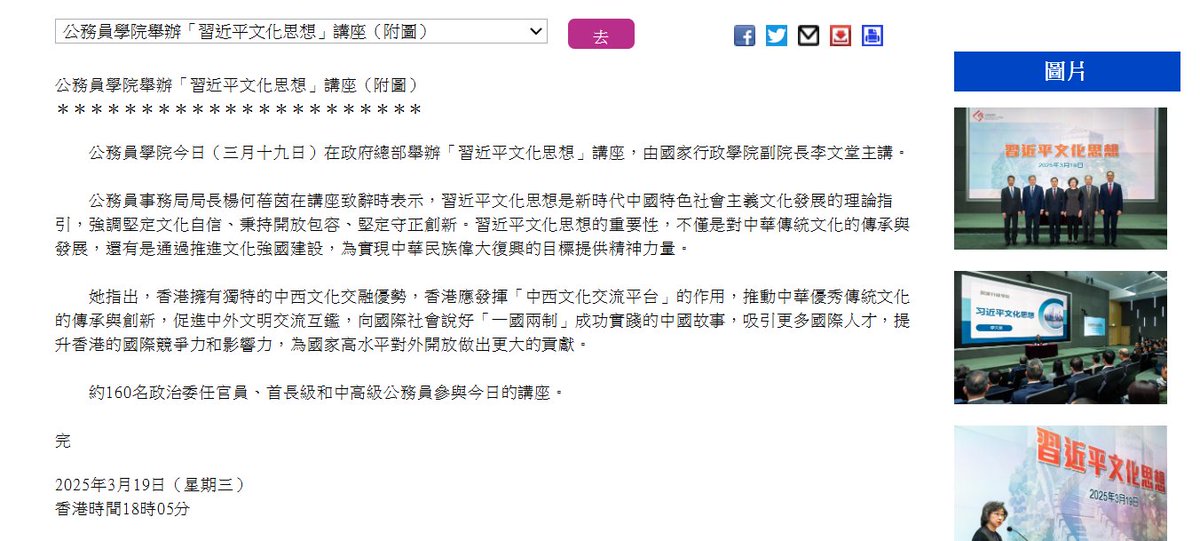 公務員學院舉辦「習近平文化思想」講座（附圖）
去
公務員學院舉辦「習近平文化思想」講座（附圖）
＊＊＊＊＊＊＊＊＊＊＊＊＊＊＊＊＊＊＊＊＊＊
公務員學院今日（三月十九日）在政府總部舉辦「習近平文化思想」講座，由國家行政學院副院長李文堂主講。
公務員事務局局長楊何蓓茵在講座致辭時表示，習近平文化思想是新時代中國特色社會主義文化發展的理論指
引，強調堅定文化自信、秉持開放包容、堅定守正創新。習近平文化思想的重要性，不僅是對中華傳統文化的傳承與
發展，還有是通過推進文化強國建設，為實現中華民族偉大復興的目標提供精神力量。
她指出，香港擁有獨特的中西文化交融優勢，香港應發揮「中西文化交流平台」的作用，推動中華優秀傳統文化
的傳承與創新，促進中外文明交流互鑑，向國際社會說好「一國兩制」成功實踐的中國故事，吸引更多國際人才，提
升香港的國際競爭力和影響力，為國家高水平對外開放做出更大的貢獻。
約160名政治委任官員、首長級和中高級公務員參與今日的講座。
完
2025年3月19日（星期三）
香港時間18時05分
圖片
習近平文化思想
2025年3月19日
习近平文化思想
習近平文化思想
2025年3月19日